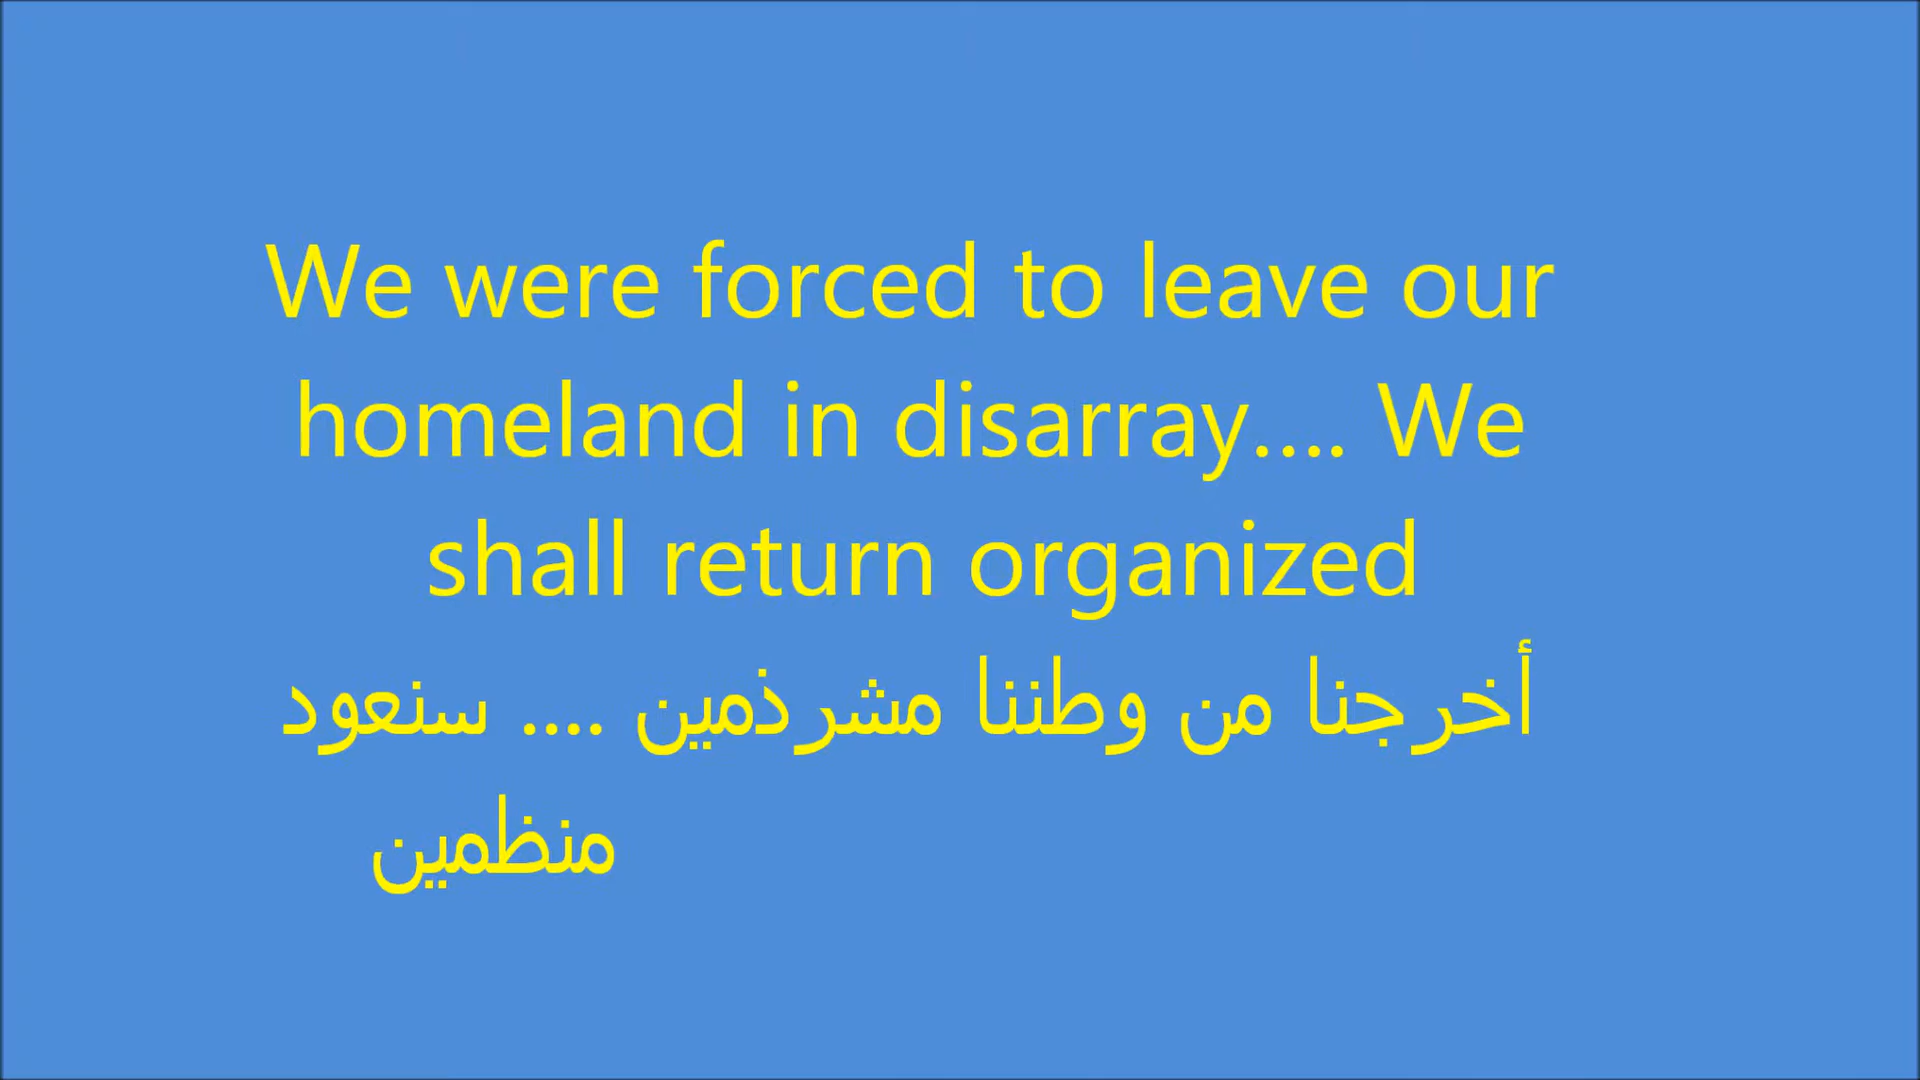 We were forced to leave our
homeland in disarray.... We
shall return organized
أخرجنا من وطننا مشرذمين .... سنعود
منظمين